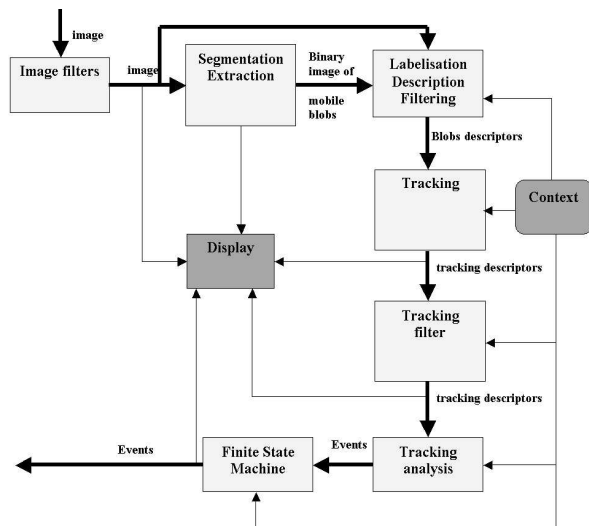 image
Image filters
image
Segmentation
Extraction
Binary
image of
mobile
blobs
Labelisation
Description
Filtering
Blobs descriptors
Tracking
Context
Display
tracking descriptors
Tracking
filter
tracking descriptors
Events
Finite State
Machine
Events
Tracking
analysis